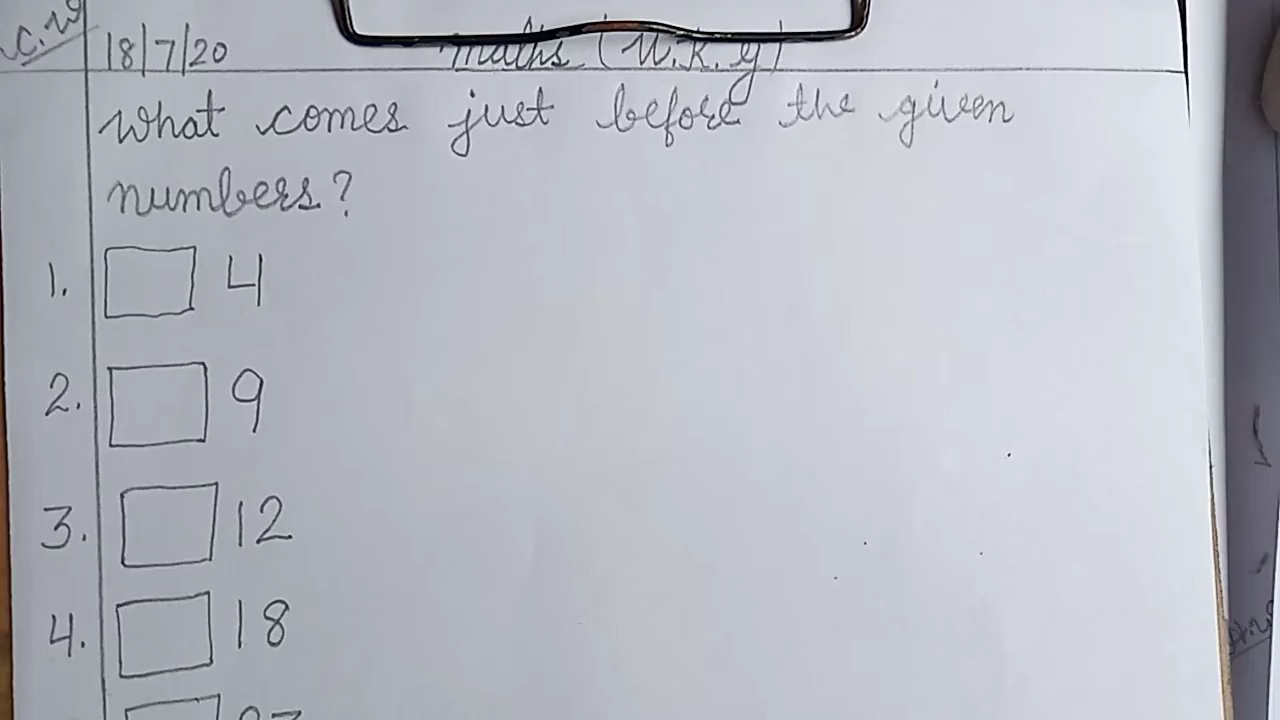 C.W
18/7/20
Maths (U.K.G)
What comes just before the given
numbers?
1. 4
2. 9
3. 12
4. 18